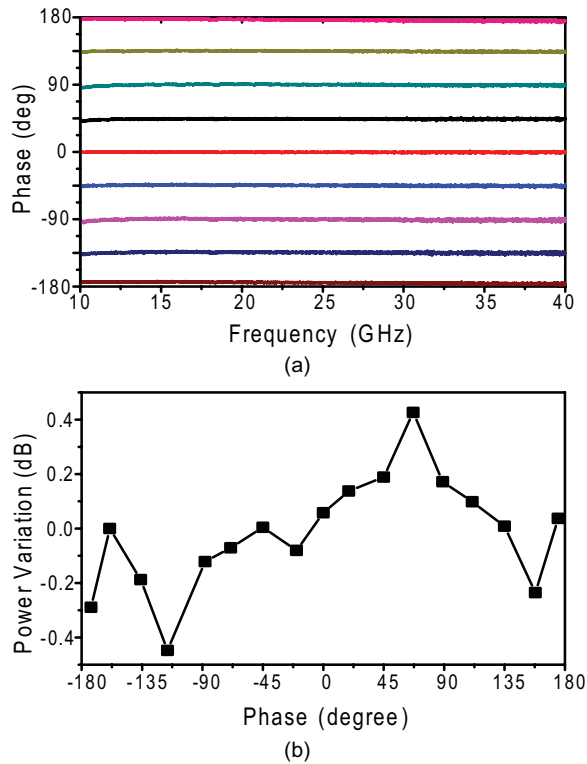 180
90
0
-90
-180
Phase (deg)
10 15 20 25 30 35 40
Frequency (GHz)
(a)
0.4
0.2
0.0
-0.2
-0.4
Power Variation (dB)
-180 -135 -90 -45 0 45 90 135 180
Phase (degree)
(b)